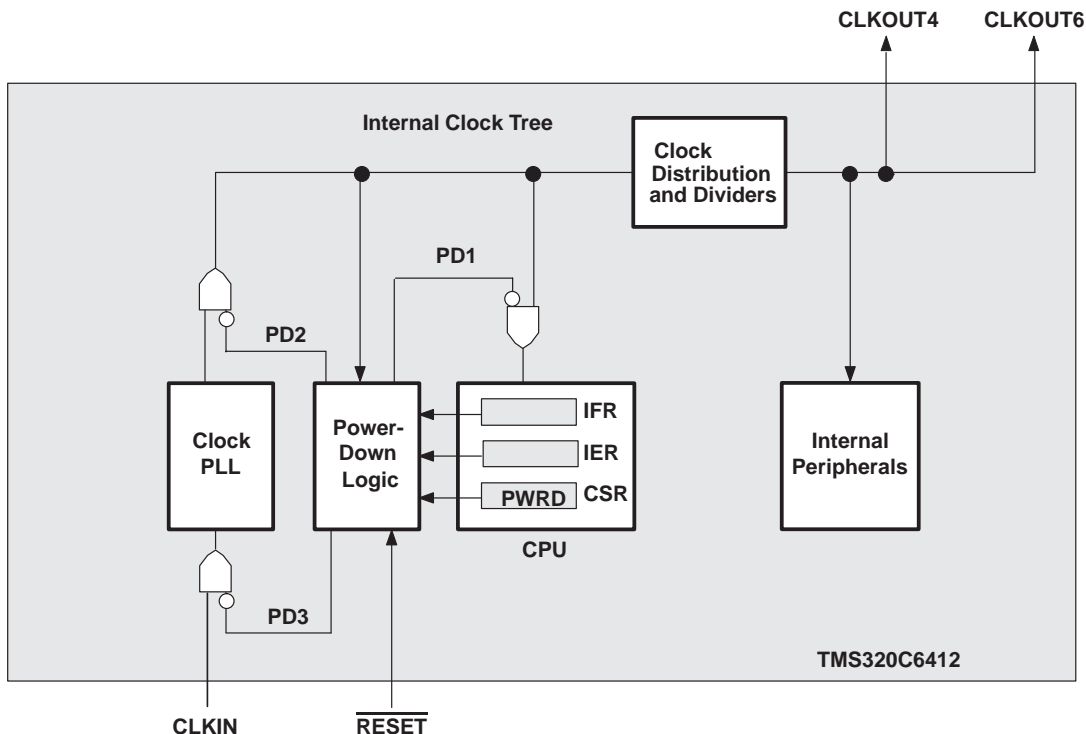 CLKOUT4 CLKOUT6
Internal Clock Tree
Clock
Distribution
and Dividers
PD1
PD2
Clock
PLL
Power-
Down
Logic
IFR
IER
PWRD CSR
CPU
Internal
Peripherals
PD3
TMS320C6412
CLKIN RESET